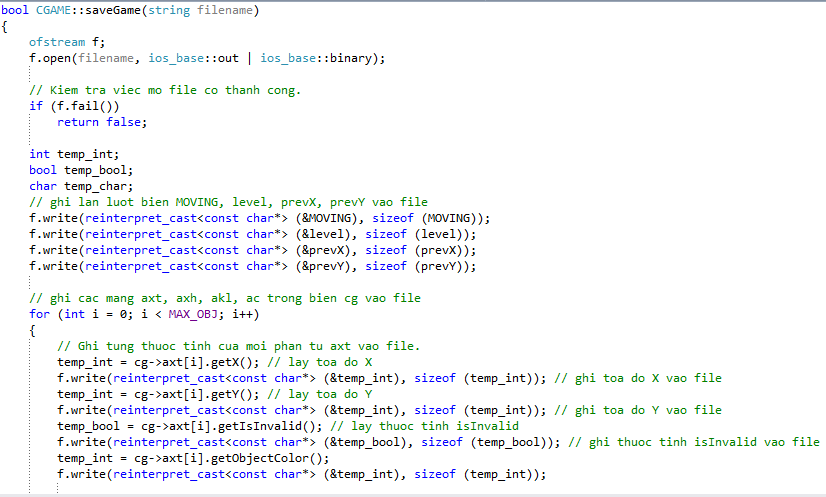 bool CGAME::saveGame(string filename)
{
    ofstream f;
    f.open(filename, ios_base::out | ios_base::binary);

    // Kiem tra viec mo file co thanh cong.
    if (f.fail())
        return false;

    int temp_int;
    bool temp_bool;
    char temp_char;
    // ghi lan luot bien MOVING, level, prevX, prevY vao file
    f.write(reinterpret_cast<const char*> (&MOVING), sizeof (MOVING));
    f.write(reinterpret_cast<const char*> (&level), sizeof (level));
    f.write(reinterpret_cast<const char*> (&prevX), sizeof (prevX));
    f.write(reinterpret_cast<const char*> (&prevY), sizeof (prevY));

    // ghi cac mang axt, axh, akl, ac trong bien cg vao file
    for (int i = 0; i < MAX_OBJ; i++)
    {
        // Ghi tung thuoc tinh cua moi phan tu axt vao file.
        temp_int = cg->axt[i].getX(); // lay toa do X
        f.write(reinterpret_cast<const char*> (&temp_int), sizeof (temp_int)); // ghi toa do X vao file
        temp_int = cg->axt[i].getY(); // lay toa do Y
        f.write(reinterpret_cast<const char*> (&temp_int), sizeof (temp_int)); // ghi toa do Y vao file
        temp_bool = cg->axt[i].getIsInvalid(); // lay thuoc tinh isInvalid
        f.write(reinterpret_cast<const char*> (&temp_bool), sizeof (temp_bool)); // ghi thuoc tinh isInvalid vao file
        temp_int = cg->axt[i].getObjectColor();
        f.write(reinterpret_cast<const char*> (&temp_int), sizeof (temp_int));